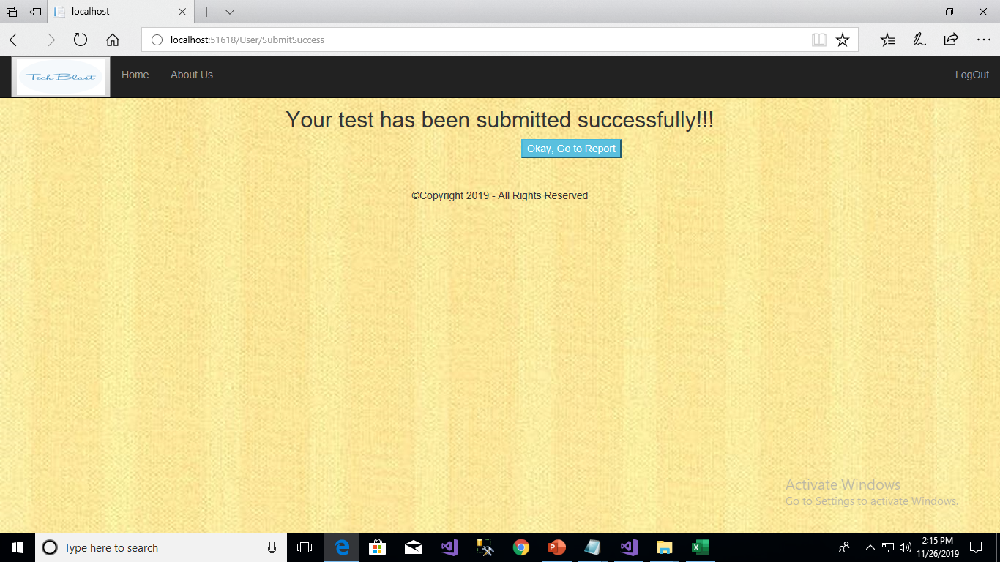 localhost
localhost:51618/User/SubmitSuccess
Tech Blast
Home
About Us
LogOut
Your test has been submitted successfully!!!
Okay, Go to Report
©Copyright 2019 - All Rights Reserved
Activate Windows
Go to Settings to activate Windows.
Type here to search
2:15 PM
11/26/2019